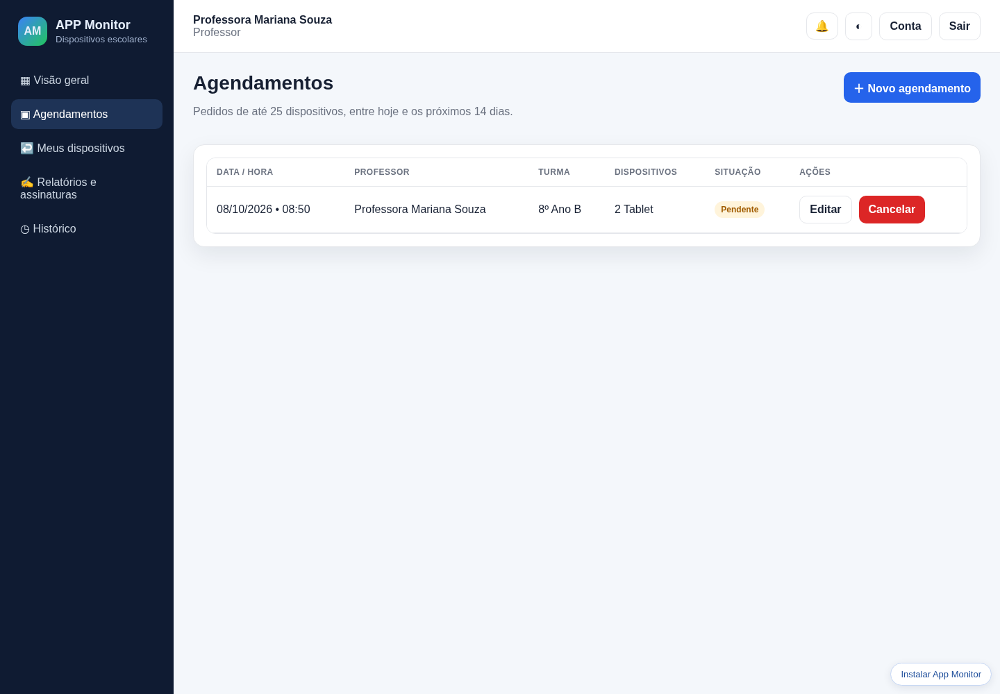 AM
APP Monitor
Dispositivos escolares
Visão geral
Agendamentos
Meus dispositivos
Relatórios e
assinaturas
Histórico
Professora Mariana Souza
Professor
Conta
Sair
Agendamentos
Pedidos de até 25 dispositivos, entre hoje e os próximos 14 dias.
+ Novo agendamento
DATA / HORA PROFESSOR TURMA DISPOSITIVOS SITUAÇÃO AÇÕES
08/10/2026 • 08:50 Professora Mariana Souza 8º Ano B 2 Tablet Pendente Editar Cancelar
Instalar App Monitor